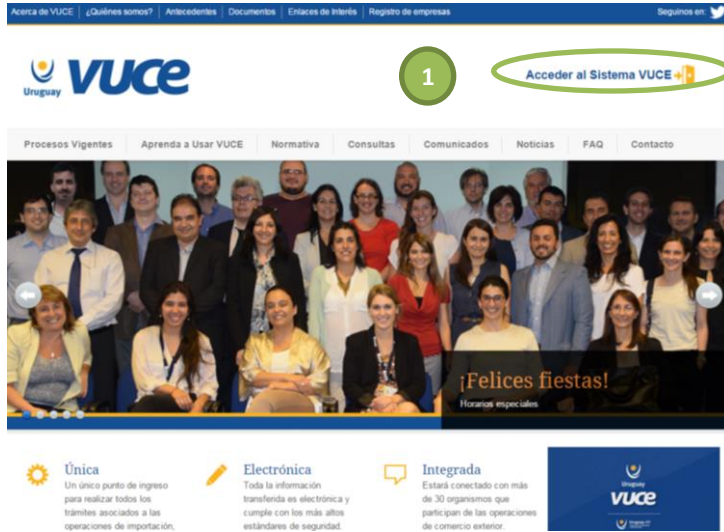 Acerca de VUCE | ¿Quiénes somos? | Antecedentes | Documentos | Enlaces de Interés | Registro de empresas
Seguinos en:
Uruguay
vuce
1
Acceder al Sistema VUCE
Procesos Vigentes Aprenda a Usar VUCE Normativa Consultas Comunicados Noticias FAQ Contacto
¡Felices fiestas!
Horarios especiales
Única
Un único punto de ingreso
para realizar todos los
trámites asociados a las
operaciones de importación,
Electrónica
Toda la información
transferida es electrónica y
cumple con los más altos
estándares de seguridad.
Integrada
Estará conectado con más
de 30 organismos que
participan de las operaciones
de comercio exterior.
Uruguay
vuce